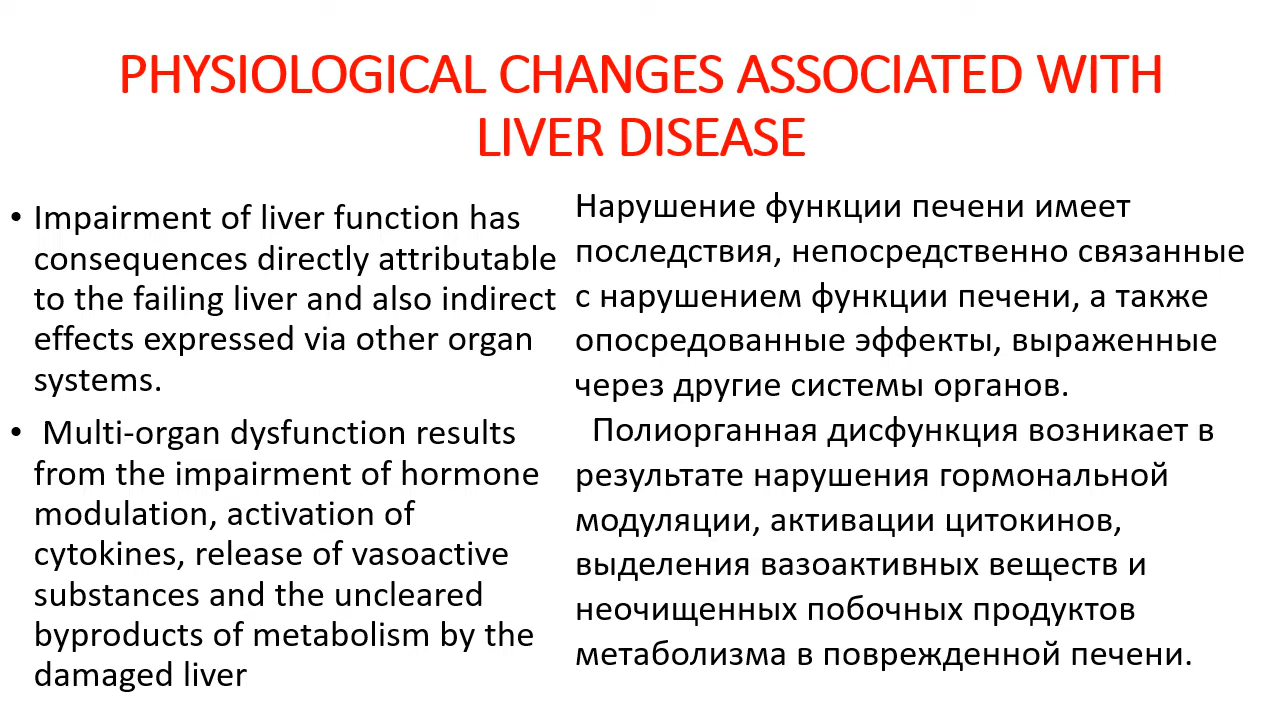 PHYSIOLOGICAL CHANGES ASSOCIATED WITH
LIVER DISEASE
• Impairment of liver function has
consequences directly attributable
to the failing liver and also indirect
effects expressed via other organ
systems.
• Multi-organ dysfunction results
from the impairment of hormone
modulation, activation of
cytokines, release of vasoactive
substances and the uncleared
byproducts of metabolism by the
damaged liver
Нарушение функции печени имеет
последствия, непосредственно связанные
с нарушением функции печени, а также
опосредованные эффекты, выраженные
через другие системы органов.
Полиорганная дисфункция возникает в
результате нарушения гормональной
модуляции, активации цитокинов,
выделения вазоактивных веществ и
неочищенных побочных продуктов
метаболизма в поврежденной печени.